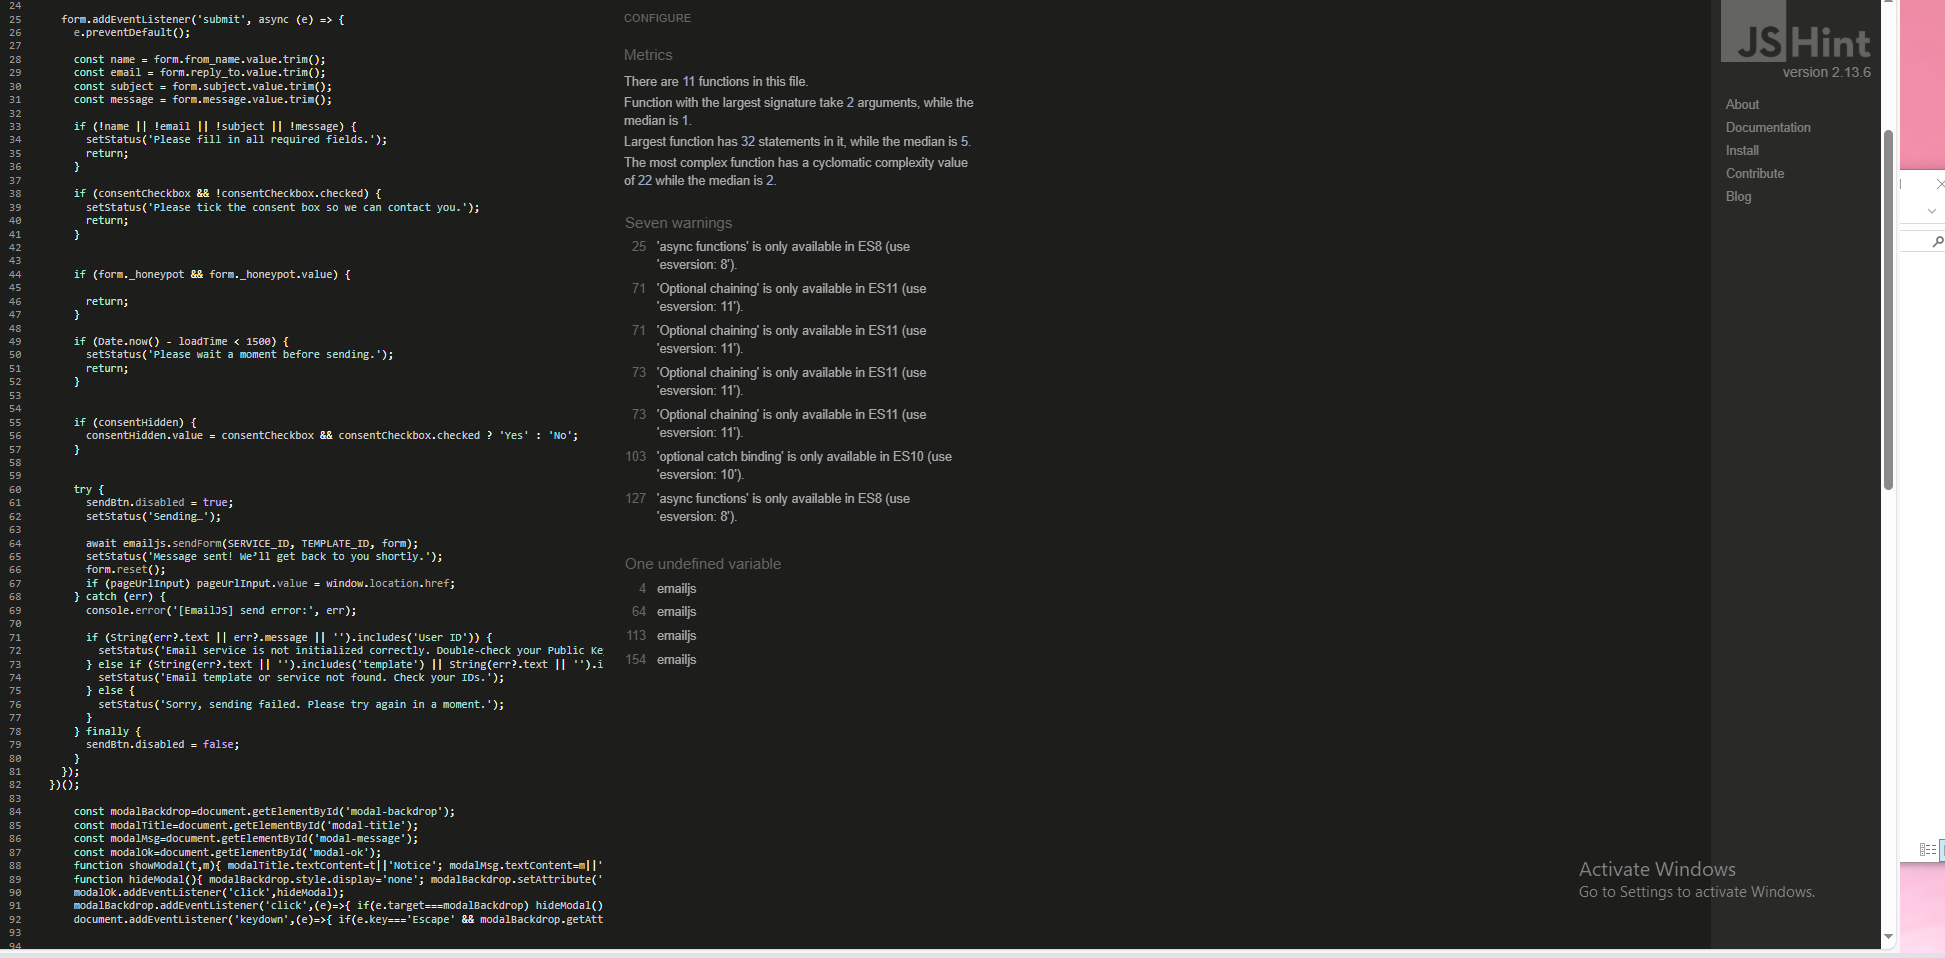 24
25 form.addEventListener('submit', async (e) => {
26 e.preventDefault();
27
28 const name = form.from_name.value.trim();
29 const email = form.reply_to.value.trim();
30 const subject = form.subject.value.trim();
31 const message = form.message.value.trim();
32
33 if (!name || !email || !subject || !message) {
34 setStatus('Please fill in all required fields.');
35 return;
36 }
37
38 if (consentCheckbox && !consentCheckbox.checked) {
39 setStatus('Please tick the consent box so we can contact you.');
40 return;
41 }
42
43
44 if (form._honeypot && form._honeypot.value) {
45
46 return;
47 }
48
49 if (Date.now() - loadTime < 1500) {
50 setStatus('Please wait a moment before sending.');
51 return;
52 }
53
54
55 if (consentHidden) {
56 consentHidden.value = consentCheckbox && consentCheckbox.checked ? 'Yes' : 'No';
57 }
58
59
60 try {
61 sendBtn.disabled = true;
62 setStatus('Sending…');
63
64 await emailjs.sendForm(SERVICE_ID, TEMPLATE_ID, form);
65 setStatus('Message sent! We’ll get back to you shortly.');
66 form.reset();
67 if (pageUrlInput) pageUrlInput.value = window.location.href;
68 } catch (err) {
69 console.error('[EmailJS] send error:', err);
70
71 if (String(err?.text || err?.message || '').includes('User ID')) {
72 setStatus('Email service is not initialized correctly. Double-check your Public Ke
73 } else if (String(err?.text || '').includes('template') || String(err?.text || '').i
74 setStatus('Email template or service not found. Check your IDs.');
75 } else {
76 setStatus('Sorry, sending failed. Please try again in a moment.');
77 }
78 } finally {
79 sendBtn.disabled = false;
80 }
81 });
82 })();
83
84 const modalBackdrop=document.getElementById('modal-backdrop');
85 const modalTitle=document.getElementById('modal-title');
86 const modalMsg=document.getElementById('modal-message');
87 const modalOk=document.getElementById('modal-ok');
88 function showModal(t,m){ modalTitle.textContent=t||'Notice'; modalMsg.textContent=m||'
89 function hideModal(){ modalBackdrop.style.display='none'; modalBackdrop.setAttribute('
90 modalOk.addEventListener('click',hideModal);
91 modalBackdrop.addEventListener('click',(e)=>{ if(e.target===modalBackdrop) hideModal()
92 document.addEventListener('keydown',(e)=>{ if(e.key==='Escape' && modalBackdrop.getAtt
93
94
CONFIGURE
Metrics
There are 11 functions in this file.
Function with the largest signature take 2 arguments, while the
median is 1.
Largest function has 32 statements in it, while the median is 5.
The most complex function has a cyclomatic complexity value
of 22 while the median is 2.
Seven warnings
25 'async functions' is only available in ES8 (use
'esversion: 8').
71 'Optional chaining' is only available in ES11 (use
'esversion: 11').
71 'Optional chaining' is only available in ES11 (use
'esversion: 11').
73 'Optional chaining' is only available in ES11 (use
'esversion: 11').
73 'Optional chaining' is only available in ES11 (use
'esversion: 11').
103 'optional catch binding' is only available in ES10 (use
'esversion: 10').
127 'async functions' is only available in ES8 (use
'esversion: 8').
One undefined variable
4 emailjs
64 emailjs
113 emailjs
154 emailjs
JSHint
version 2.13.6
About
Documentation
Install
Contribute
Blog
Activate Windows
Go to Settings to activate Windows.